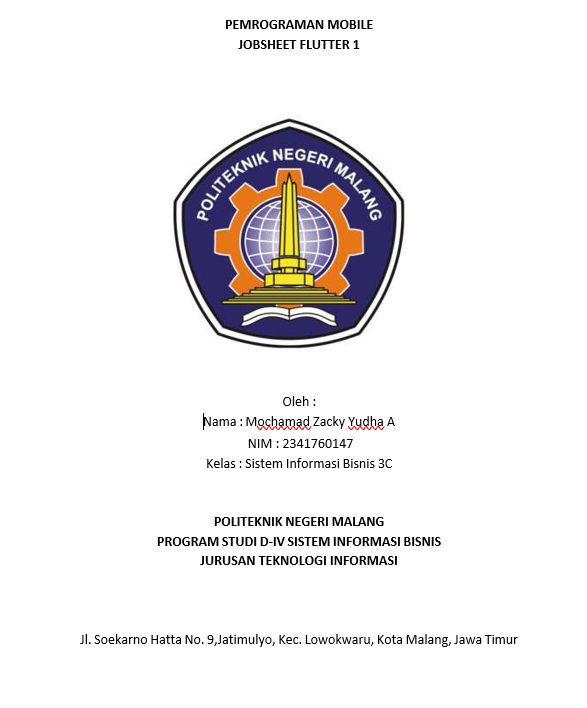 PEMROGRAMAN MOBILE
JOBSHEET FLUTTER 1
POLITEKNIK NEGERI MALANG
Oleh :
Nama : Mochamad Zacky Yudha A
NIM : 2341760147
Kelas : Sistem Informasi Bisnis 3C
POLITEKNIK NEGERI MALANG
PROGRAM STUDI D-IV SISTEM INFORMASI BISNIS
JURUSAN TEKNOLOGI INFORMASI
Jl. Soekarno Hatta No. 9,Jatimulyo, Kec. Lowokwaru, Kota Malang, Jawa Timur